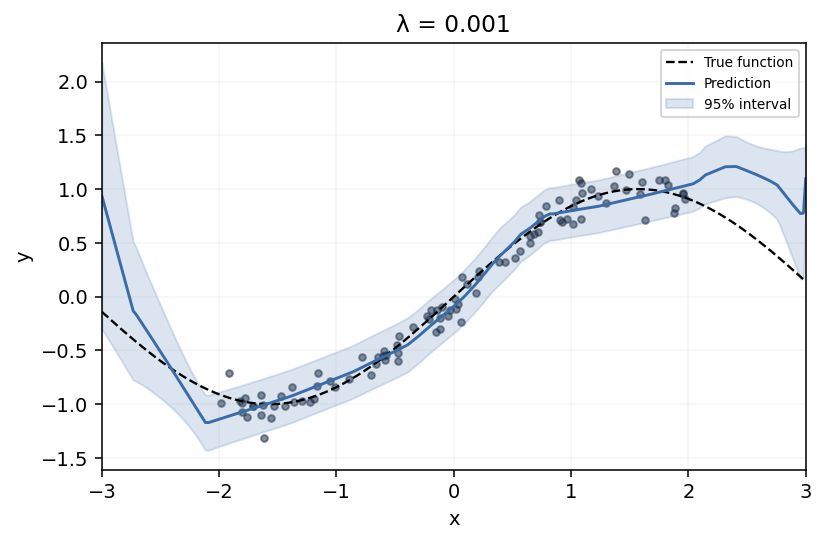 λ = 0.001
True function
Prediction
95% interval
y
2.0
1.5
1.0
0.5
0.0
−0.5
−1.0
−1.5
−3 −2 −1 0 1 2 3
x